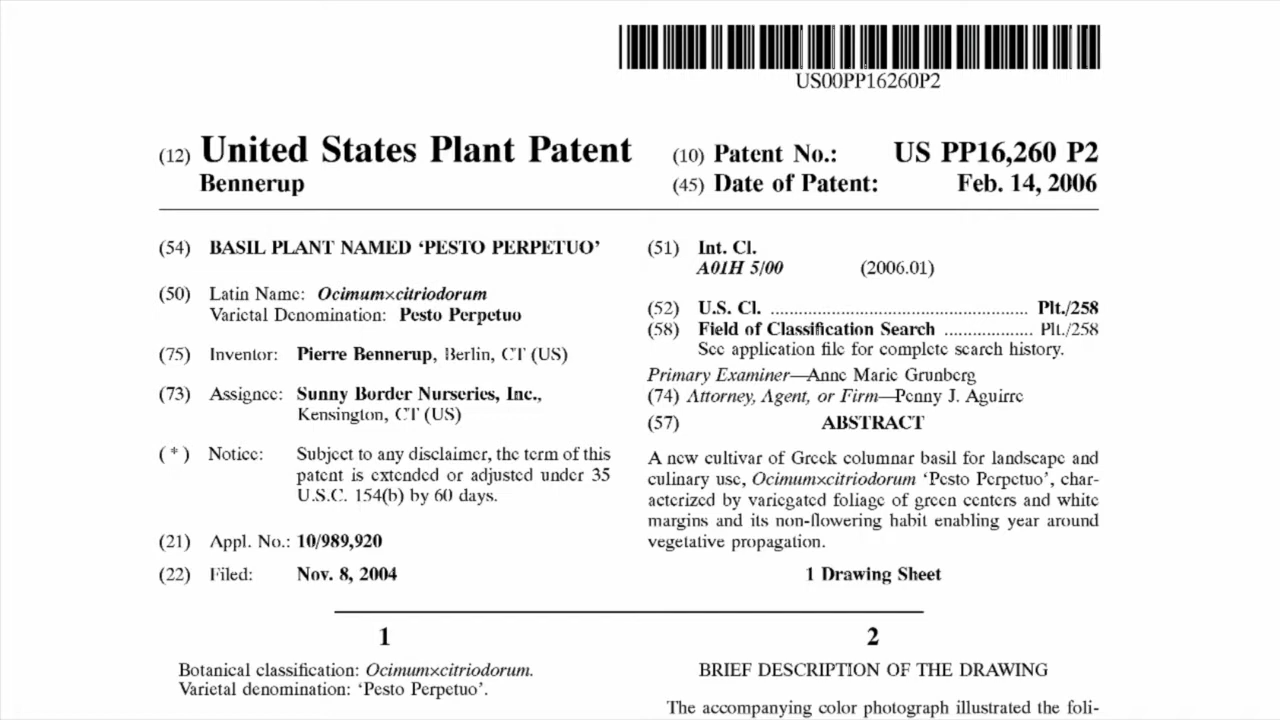 US00PP16260P2
(12) United States Plant Patent
Bennerup
(10) Patent No.: US PP16,260 P2
(45) Date of Patent: Feb. 14, 2006
(54) BASIL PLANT NAMED ‘PESTO PERPETUO’
(50) Latin Name: Ocimum×citriodorum
Varietal Denomination: Pesto Perpetuo
(75) Inventor: Pierre Bennerup, Berlin, CT (US)
(73) Assignee: Sunny Border Nurseries, Inc.,
Kensington, CT (US)
(*) Notice: Subject to any disclaimer, the term of this
patent is extended or adjusted under 35
U.S.C. 154(b) by 60 days.
(21) Appl. No.: 10/989,920
(22) Filed: Nov. 8, 2004
(51) Int. Cl.
A01H 5/00 (2006.01)
(52) U.S. Cl. ...................................................... Plt./258
(58) Field of Classification Search .................. Plt./258
See application file for complete search history.
Primary Examiner—Anne Marie Grunberg
(74) Attorney, Agent, or Firm—Penny J. Aguirre
(57) ABSTRACT
A new cultivar of Greek columnar basil for landscape and
culinary use, Ocimum×citriodorum ‘Pesto Perpetuo’, char-
acterized by variegated foliage of green centers and white
margins and its non-flowering habit enabling year around
vegetative propagation.
1 Drawing Sheet
1
Botanical classification: Ocimum×citriodorum.
Varietal denomination: ‘Pesto Perpetuo’.
2
BRIEF DESCRIPTION OF THE DRAWING
The accompanying color photograph illustrated the foli-